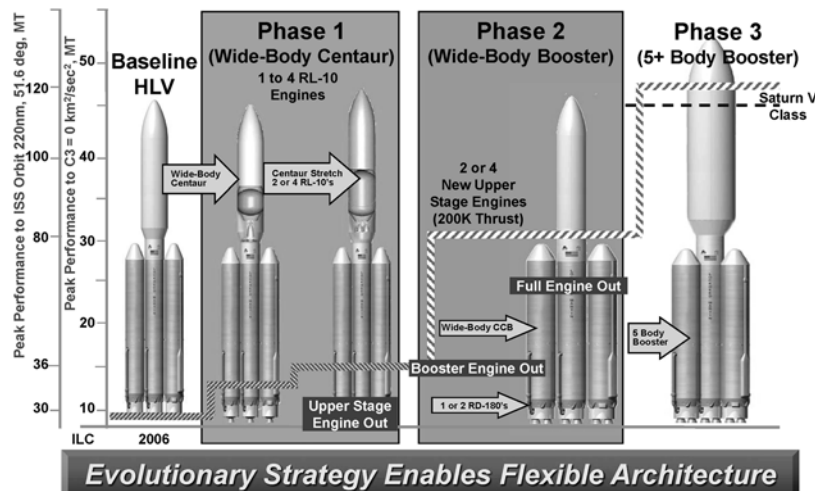 Peak Performance to ISS Orbit 220nm, 51.6 deg, MT
120
100
80
36
30
Peak Performance to C3 = 0 km²/sec², MT
50
40
30
20
10
Baseline
HLV
Phase 1
(Wide-Body Centaur)
1 to 4 RL-10
Engines
Phase 2
(Wide-Body Booster)
Phase 3
(5+ Body Booster)
Saturn V
Class
Wide-Body
Centaur
Centaur Stretch
2 or 4 RL-10's
2 or 4
New Upper
Stage Engines
(200K Thrust)
Full Engine Out
Wide-Body CCB
5 Body
Booster
Booster Engine Out
Upper Stage
Engine Out
1 or 2 RD-180's
ILC
2006
Evolutionary Strategy Enables Flexible Architecture